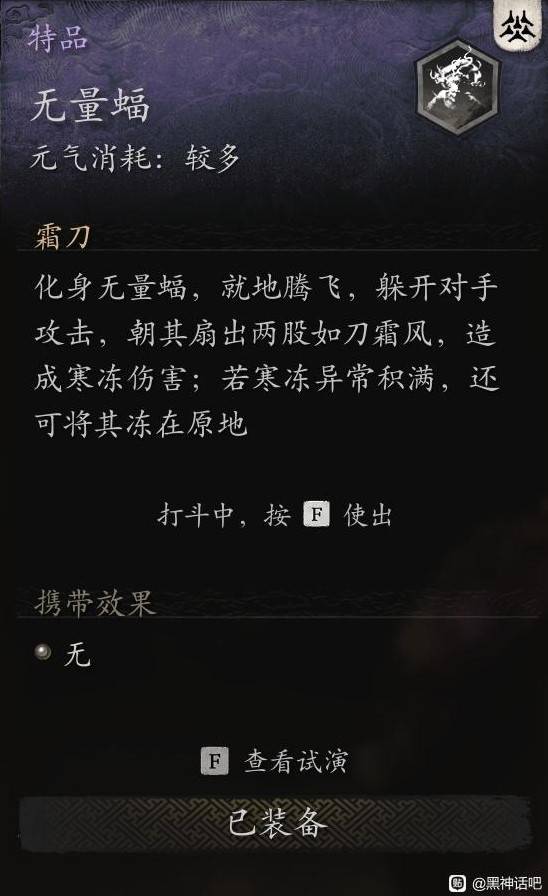 特品
无量蝠
元气消耗：较多
霜刀
化身无量蝠，就地腾飞，躲开对手
攻击，朝其扇出两股如刀霜风，造
成寒冻伤害；若寒冻异常积满，还
可将其冻在原地
打斗中，按 F 使出
携带效果
无
F 查看试演
已装备
贴 @黑神话吧